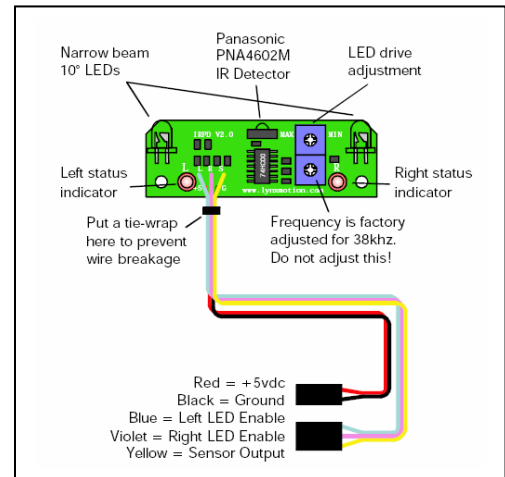 Panasonic
PNA4602M
IR Detector
Narrow beam
10° LEDs
LED drive
adjustment
IRPD V2.0
MAX
MIN
74HC00
L
L R S
+5
G
R
www.lynxmotion.com
Left status
indicator
Right status
indicator
Put a tie-wrap
here to prevent
wire breakage
Frequency is factory
adjusted for 38khz.
Do not adjust this!
Red = +5vdc
Black = Ground
Blue = Left LED Enable
Violet = Right LED Enable
Yellow = Sensor Output